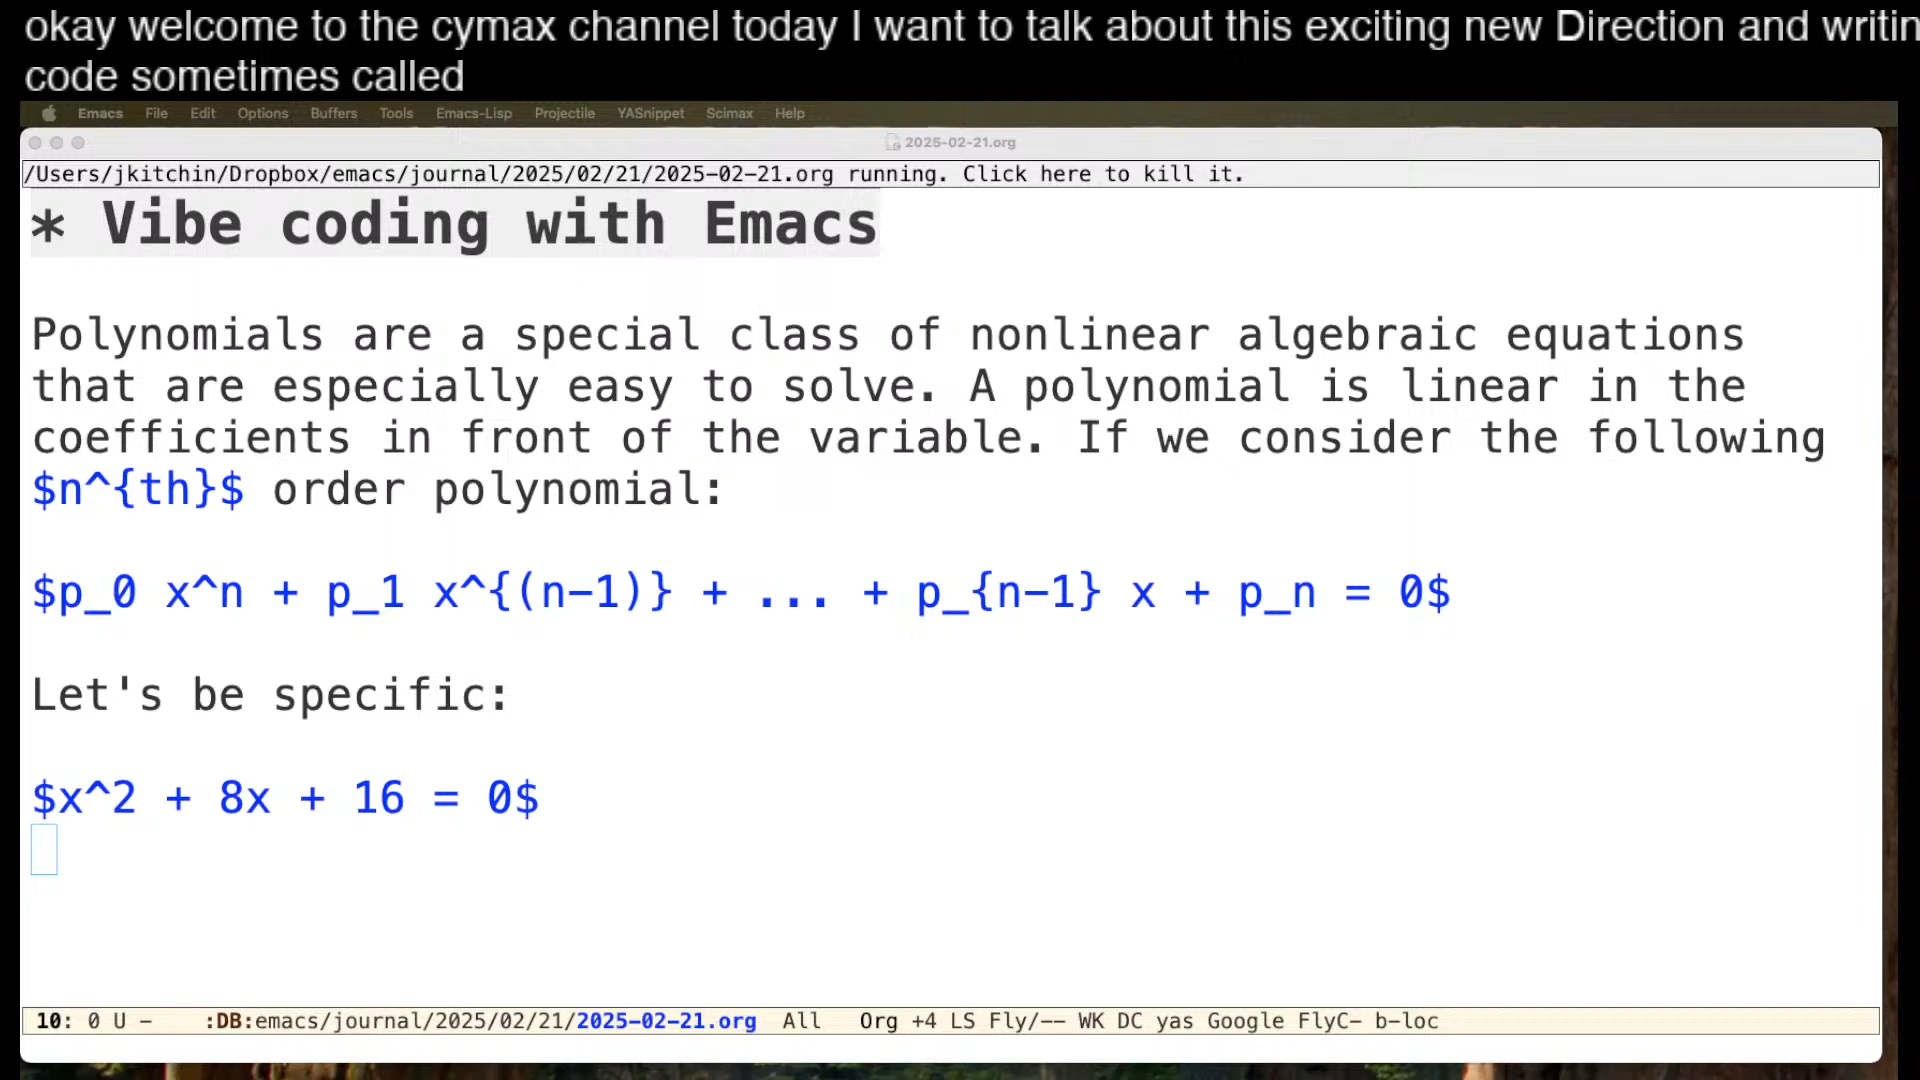 okay welcome to the cymax channel today I want to talk about this exciting new Direction and writin
code sometimes called
Emacs File Edit Options Buffers Tools Emacs-Lisp Projectile YASnippet Scimax Help
2025-02-21.org
/Users/jkitchin/Dropbox/emacs/journal/2025/02/21/2025-02-21.org running. Click here to kill it.
* Vibe coding with Emacs
Polynomials are a special class of nonlinear algebraic equations
that are especially easy to solve. A polynomial is linear in the
coefficients in front of the variable. If we consider the following
$n^{th}$ order polynomial:
$p_0 x^n + p_1 x^{(n-1)} + ... + p_{n-1} x + p_n = 0$
Let's be specific:
$x^2 + 8x + 16 = 0$
10: 0 U - :DB:emacs/journal/2025/02/21/2025-02-21.org All Org +4 LS Fly/-- WK DC yas Google FlyC- b-loc